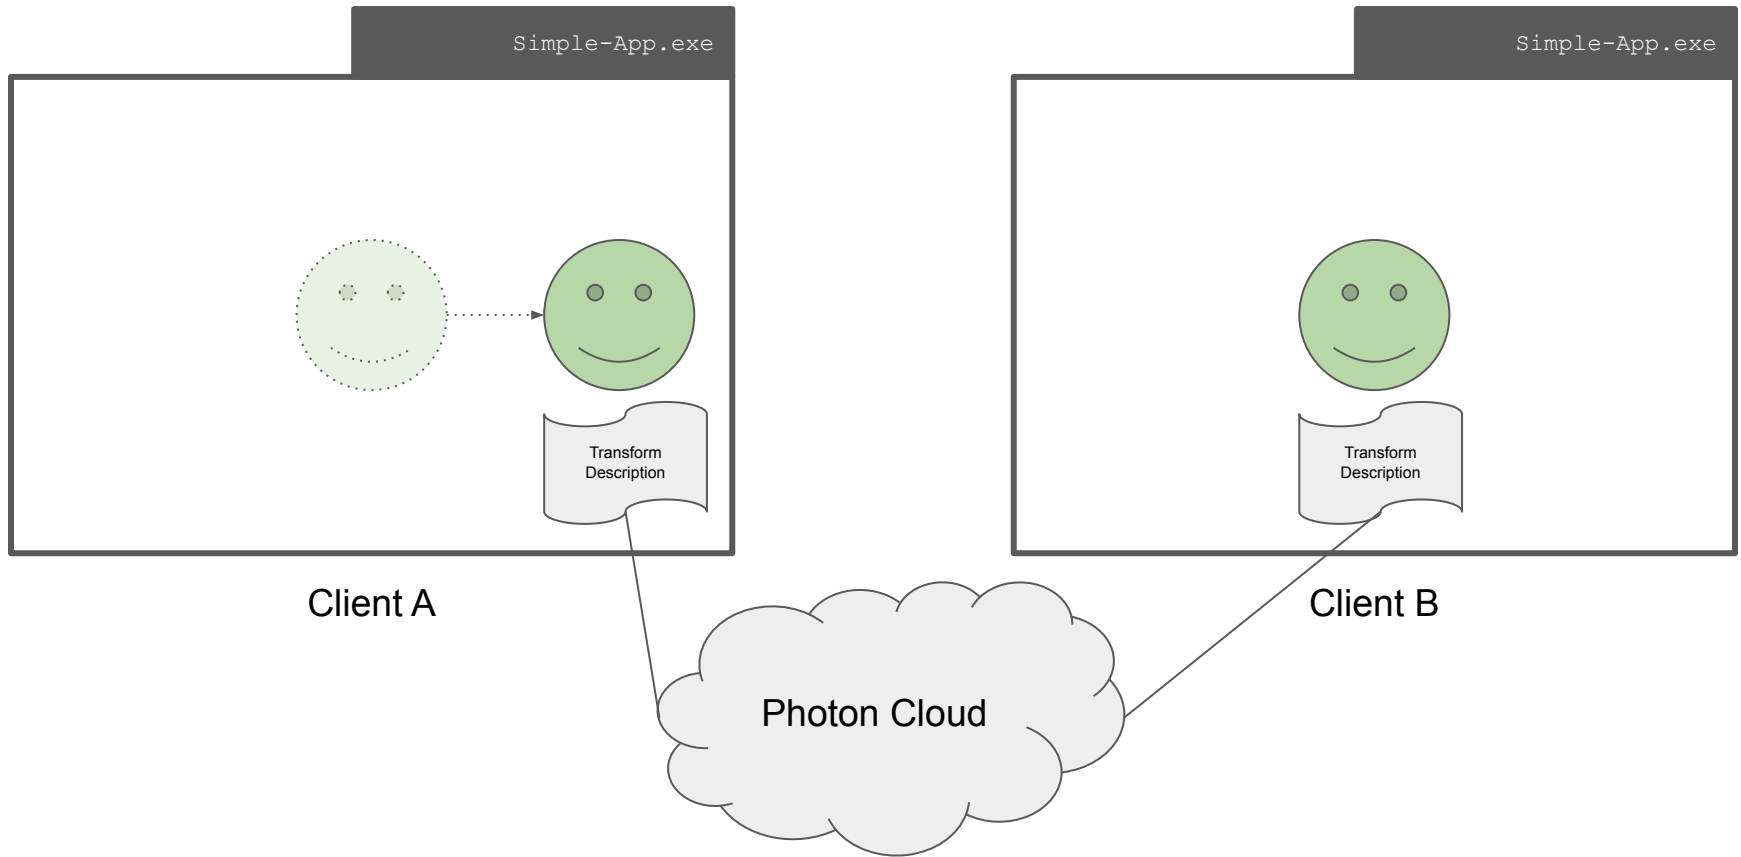 Simple-App.exe
Simple-App.exe
Transform
Description
Transform
Description
Client A
Client B
Photon Cloud